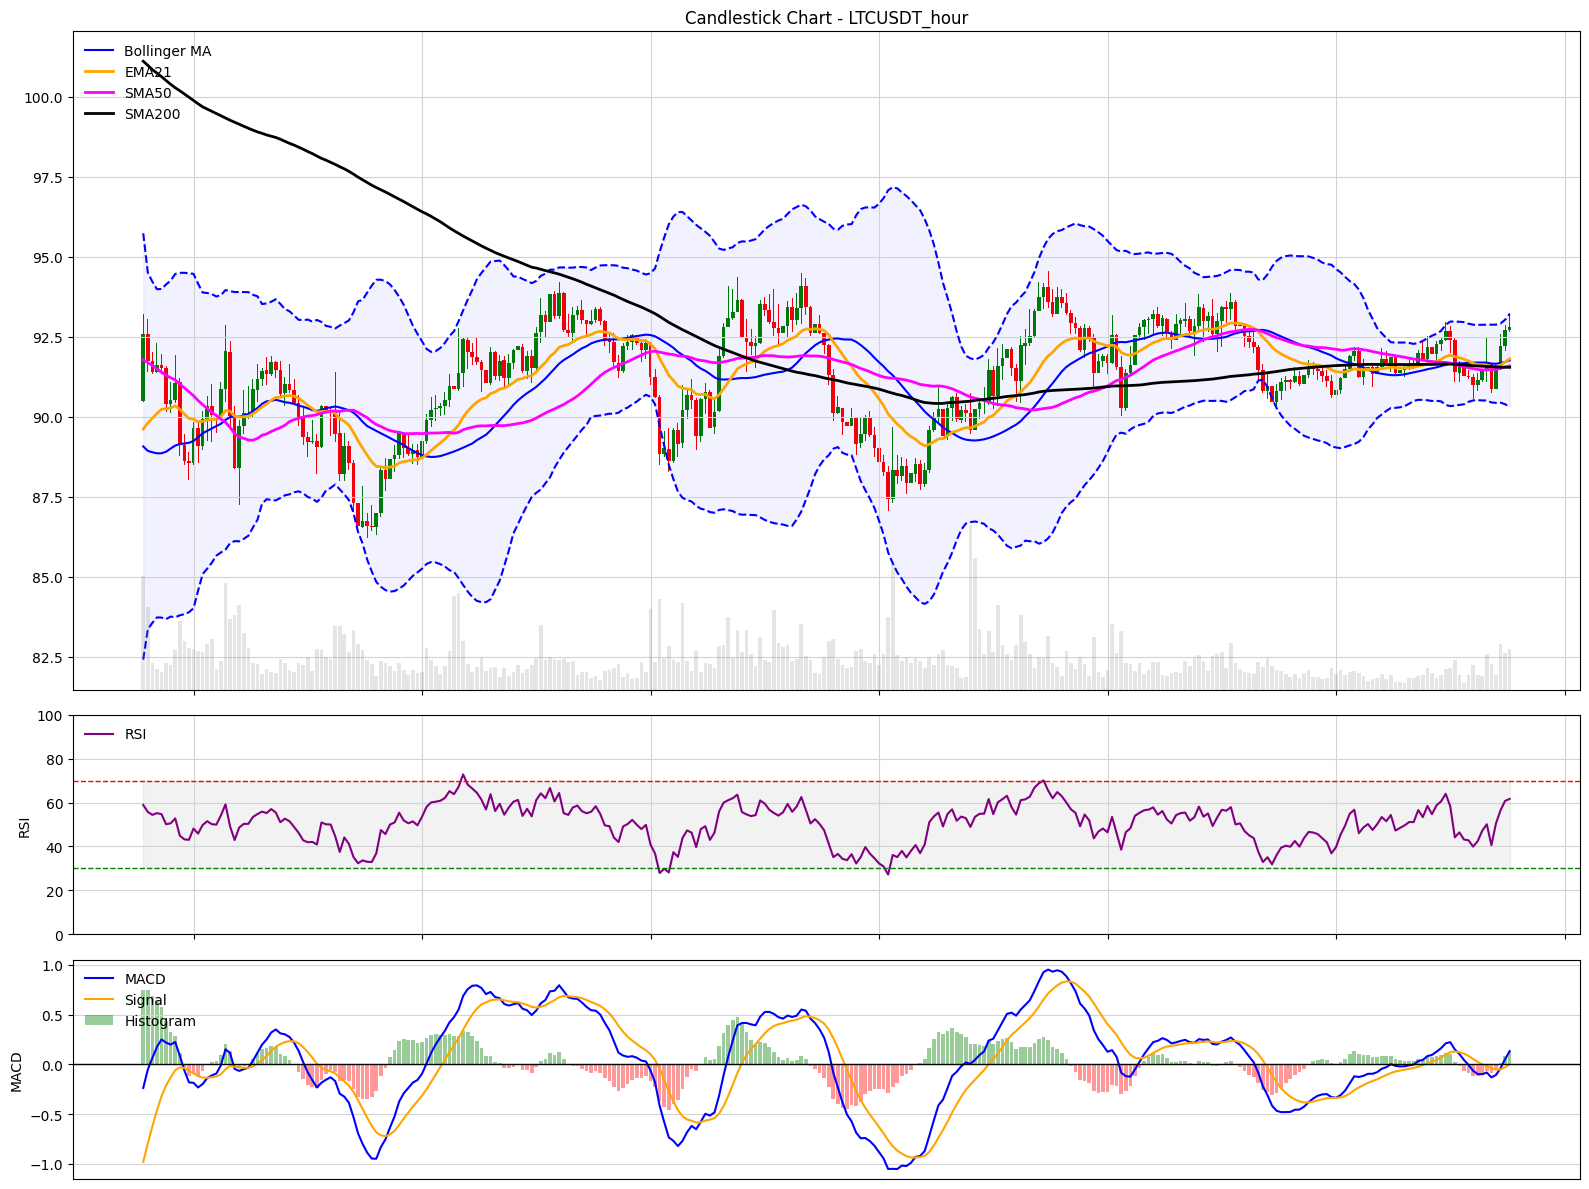 Candlestick Chart - LTCUSDT_hour
Bollinger MA
EMA21
SMA50
SMA200
100.0
97.5
95.0
92.5
90.0
87.5
85.0
82.5
RSI
100
80
60
40
20
0
RSI
MACD
Signal
Histogram
1.0
0.5
0.0
−0.5
−1.0
MACD